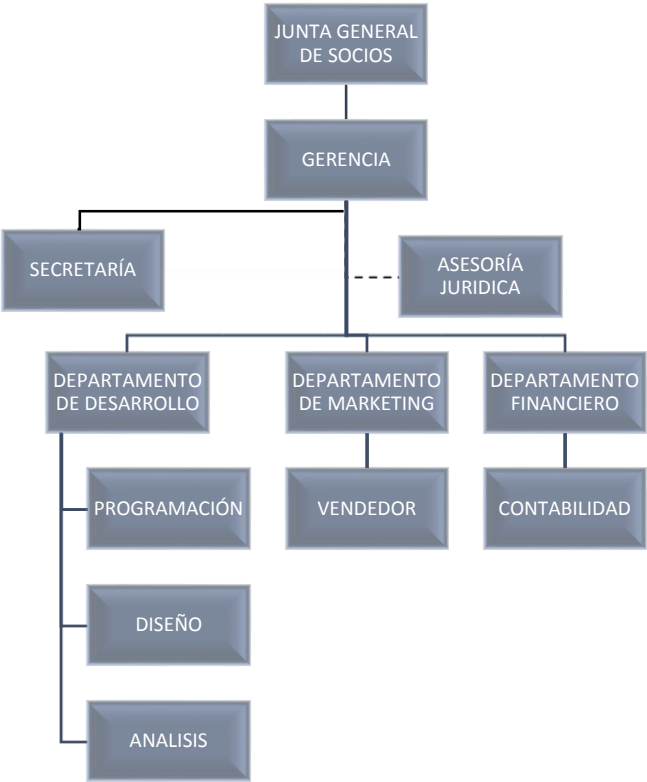 JUNTA GENERAL
DE SOCIOS
GERENCIA
SECRETARÍA
ASESORÍA
JURIDICA
DEPARTAMENTO
DE DESARROLLO
DEPARTAMENTO
DE MARKETING
DEPARTAMENTO
FINANCIERO
PROGRAMACIÓN
VENDEDOR
CONTABILIDAD
DISEÑO
ANALISIS